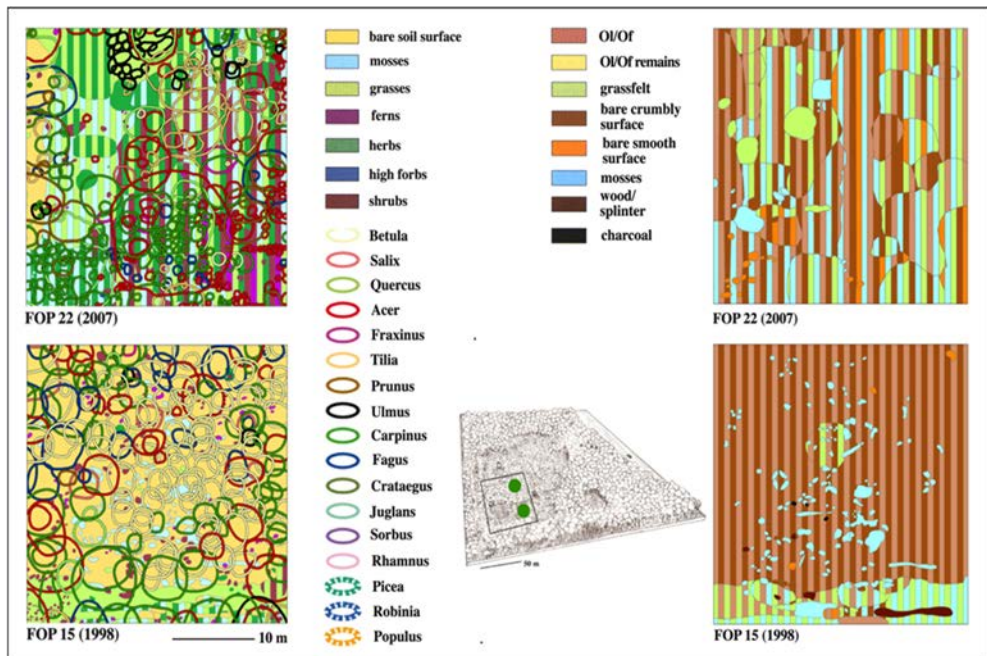 bare soil surface
mosses
grasses
ferns
herbs
high forbs
shrubs
Betula
Salix
Quercus
Acer
Fraxinus
Tilia
Prunus
Ulmus
Carpinus
Fagus
Crataegus
Juglans
Sorbus
Rhamnus
Picea
Robinia
Populus
Ol/Of
Ol/Of remains
grassfelt
bare crumbly
surface
bare smooth
surface
mosses
wood/
splinter
charcoal
FOP 22 (2007)
FOP 22 (2007)
50 m
FOP 15 (1998)
10 m
FOP 15 (1998)